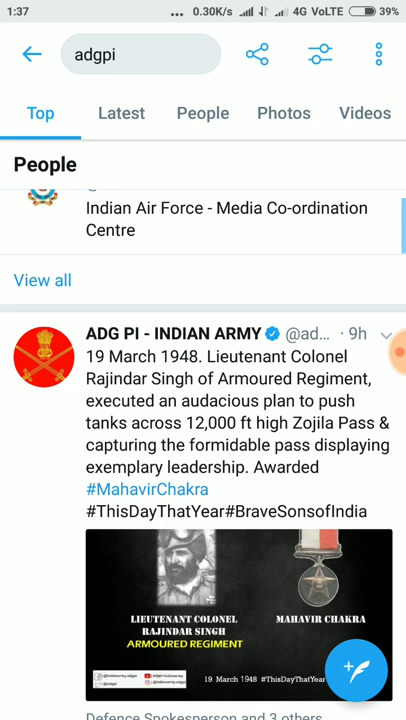 1:37 ... 0.30K/s 4G VoLTE 39%
adgpi
Top Latest People Photos Videos
People
Indian Air Force - Media Co-ordination
Centre
View all
ADG PI - INDIAN ARMY @ad... · 9h
19 March 1948. Lieutenant Colonel
Rajindar Singh of Armoured Regiment,
executed an audacious plan to push
tanks across 12,000 ft high Zojila Pass &
capturing the formidable pass displaying
exemplary leadership. Awarded
#MahavirChakra
#ThisDayThatYear#BraveSonsofIndia
LIEUTENANT COLONEL
RAJINDAR SINGH
ARMOURED REGIMENT
MAHAVIR CHAKRA
19 March 1948 #ThisDayThatYear
Defence Spokesperson and 3 others